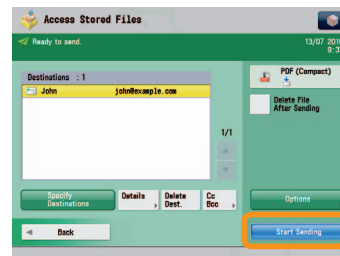 Access Stored Files
Ready to send.
13/07 201
9:3
Destinations : 1
PDF (Compact)
John john@example.com
Delete File
After Sending
1/1
Specify
Destinations
Details
Delete
Dest.
Cc
Bcc
Options
Back
Start Sending